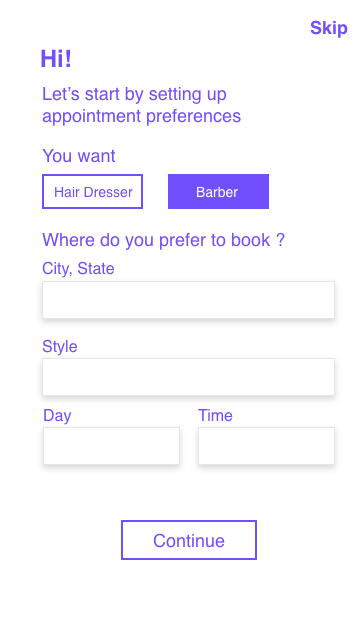 Skip
Hi!
Let's start by setting up
appointment preferences
You want
Hair Dresser
Barber
Where do you prefer to book ?
City, State
Style
Day
Time
Continue